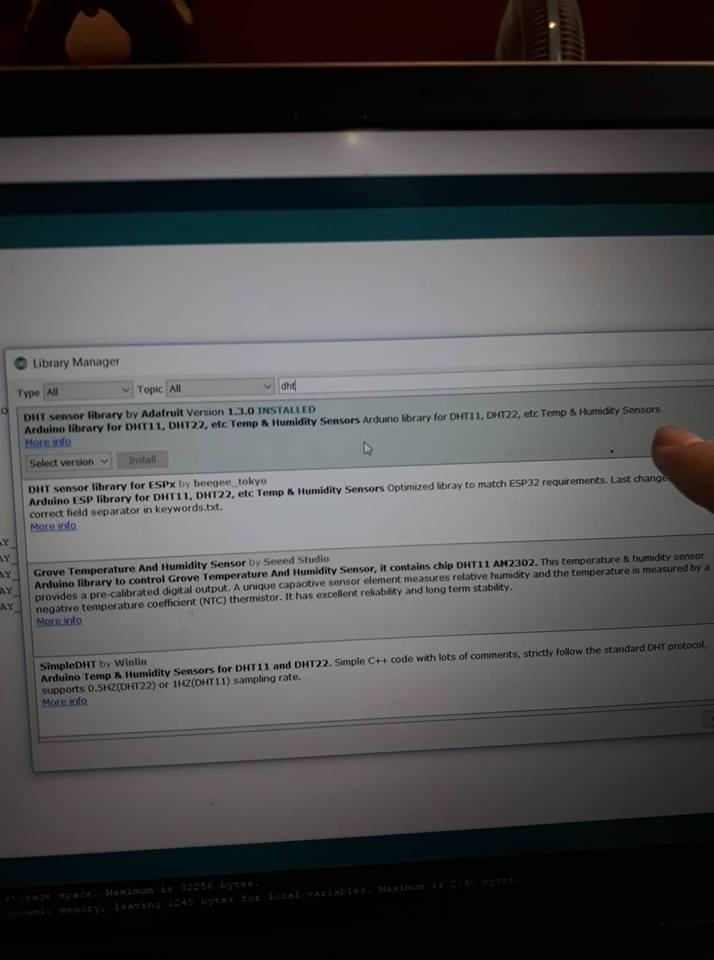 Library Manager
Type All Topic All dht
DHT sensor library by Adafruit Version 1.3.0 INSTALLED
Arduino library for DHT11, DHT22, etc Temp & Humidity Sensors Arduino library for DHT11, DHT22, etc Temp & Humidity Sensors
More info
Select version Install
DHT sensor library for ESPx by beegee_tokyo
Arduino ESP library for DHT11, DHT22, etc Temp & Humidity Sensors Optimized libray to match ESP32 requirements. Last change
correct field separator in keywords.txt.
More info
Grove Temperature And Humidity Sensor by Seeed Studio
Arduino library to control Grove Temperature And Humidity Sensor, it contains chip DHT11 AM2302. This temperature & humidity sensor
provides a pre-calibrated digital output. A unique capacitive sensor element measures relative humidity and the temperature is measured by a
negative temperature coefficient (NTC) thermistor. It has excellent reliability and long term stability.
More info
SimpleDHT by Winlin
Arduino Temp & Humidity Sensors for DHT11 and DHT22. Simple C++ code with lots of comments, strictly follow the standard DHT protocol,
supports 0.5HZ(DHT22) or 1HZ(DHT11) sampling rate.
More info
AY_
AY_
AY_
AY_
AY_
storage space. Maximum is 32256 bytes.
dynamic memory, leaving 1249 bytes for local variables. Maximum is 2048 bytes.